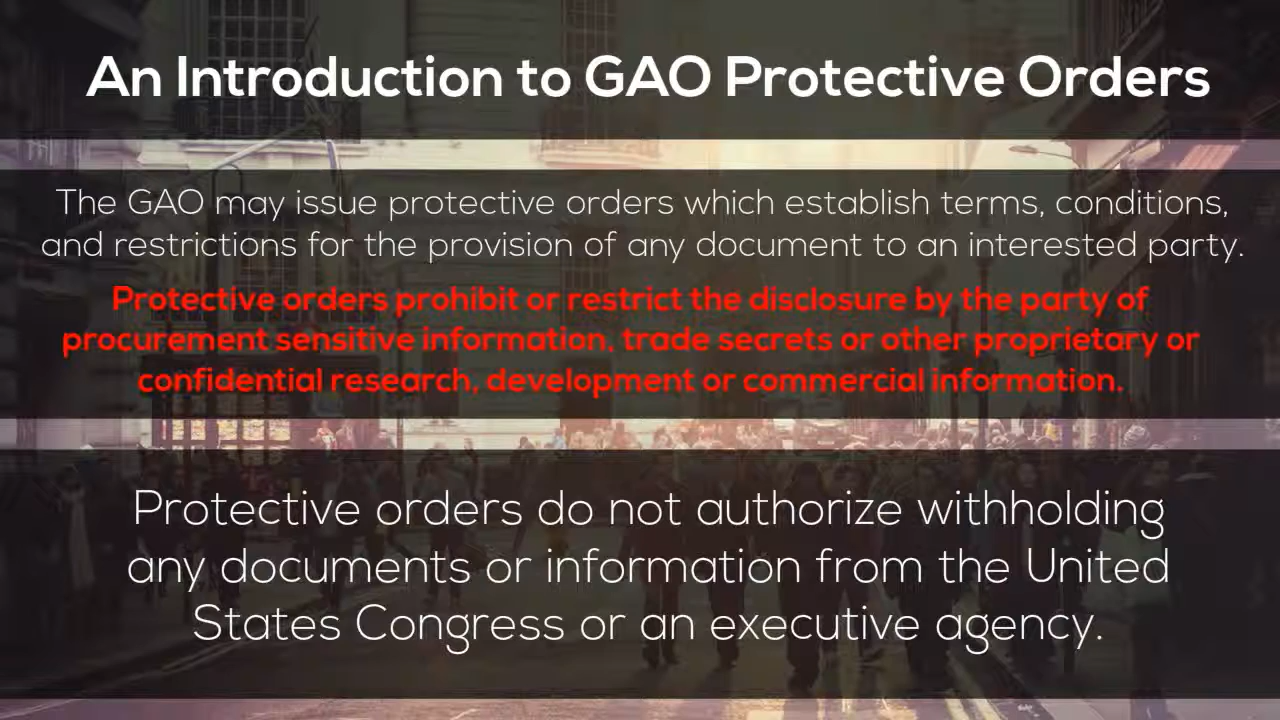 An Introduction to GAO Protective Orders
The GAO may issue protective orders which establish terms, conditions,
and restrictions for the provision of any document to an interested party.
Protective orders prohibit or restrict the disclosure by the party of
procurement sensitive information, trade secrets or other proprietary or
confidential research, development or commercial information.
Protective orders do not authorize withholding
any documents or information from the United
States Congress or an executive agency.